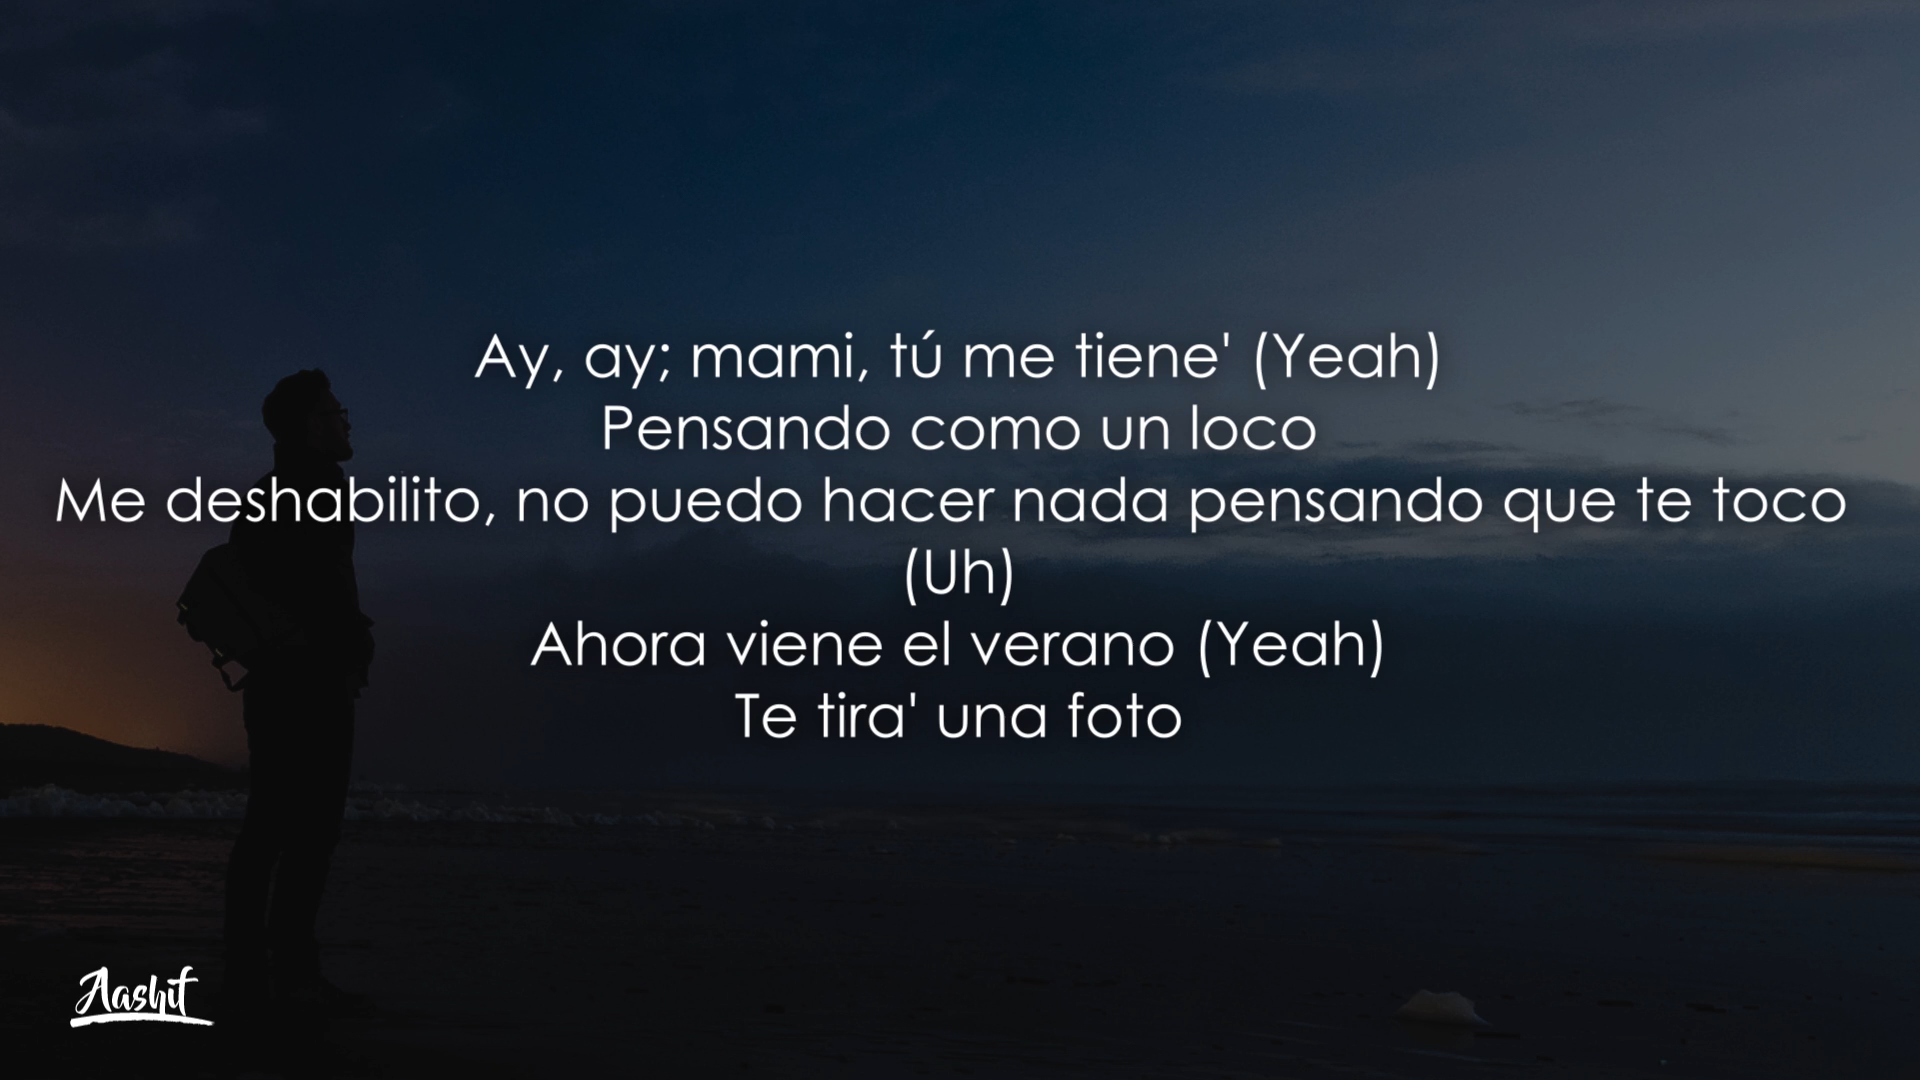 Ay, ay; mami, tú me tiene' (Yeah)
Pensando como un loco
Me deshabilito, no puedo hacer nada pensando que te toco
(Uh)
Ahora viene el verano (Yeah)
Te tira' una foto
Aashif